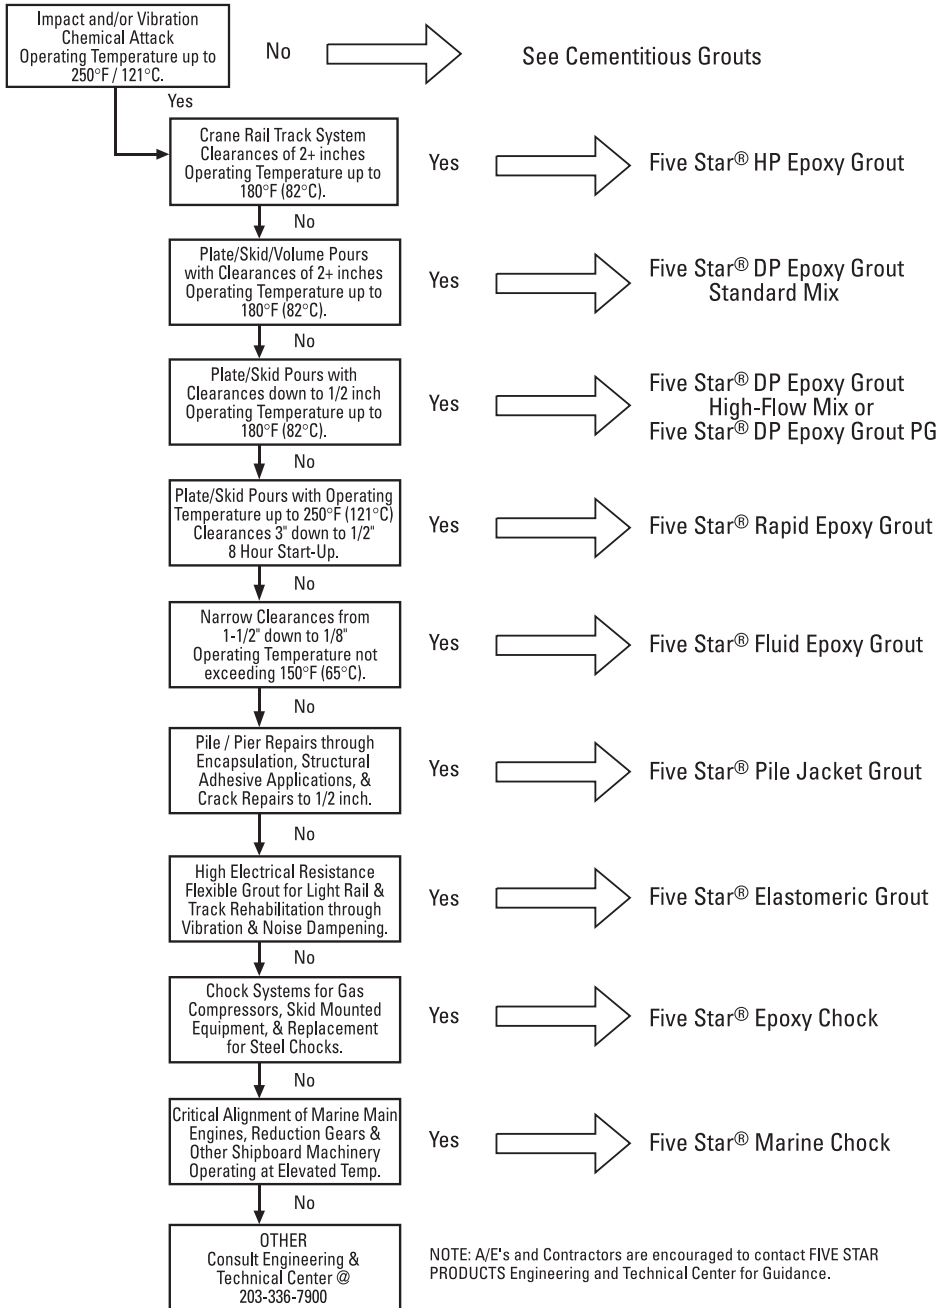 Impact and/or Vibration
Chemical Attack
Operating Temperature up to
250°F / 121°C.
No
See Cementitious Grouts
Yes
Crane Rail Track System
Clearances of 2+ inches
Operating Temperature up to
180°F (82°C).
Yes
Five Star® HP Epoxy Grout
No
Plate/Skid/Volume Pours
with Clearances of 2+ inches
Operating Temperature up to
180°F (82°C).
Yes
Five Star® DP Epoxy Grout
Standard Mix
No
Plate/Skid Pours with
Clearances down to 1/2 inch
Operating Temperature up to
180°F (82°C).
Yes
Five Star® DP Epoxy Grout
High-Flow Mix or
Five Star® DP Epoxy Grout PG
No
Plate/Skid Pours with Operating
Temperature up to 250°F (121°C)
Clearances 3" down to 1/2"
8 Hour Start-Up.
Yes
Five Star® Rapid Epoxy Grout
No
Narrow Clearances from
1-1/2" down to 1/8"
Operating Temperature not
exceeding 150°F (65°C).
Yes
Five Star® Fluid Epoxy Grout
No
Pile / Pier Repairs through
Encapsulation, Structural
Adhesive Applications, &
Crack Repairs to 1/2 inch.
Yes
Five Star® Pile Jacket Grout
No
High Electrical Resistance
Flexible Grout for Light Rail &
Track Rehabilitation through
Vibration & Noise Dampening.
Yes
Five Star® Elastomeric Grout
No
Chock Systems for Gas
Compressors, Skid Mounted
Equipment, & Replacement
for Steel Chocks.
Yes
Five Star® Epoxy Chock
No
Critical Alignment of Marine Main
Engines, Reduction Gears &
Other Shipboard Machinery
Operating at Elevated Temp.
Yes
Five Star® Marine Chock
No
OTHER
Consult Engineering &
Technical Center @
203-336-7900
NOTE: A/E's and Contractors are encouraged to contact FIVE STAR
PRODUCTS Engineering and Technical Center for Guidance.